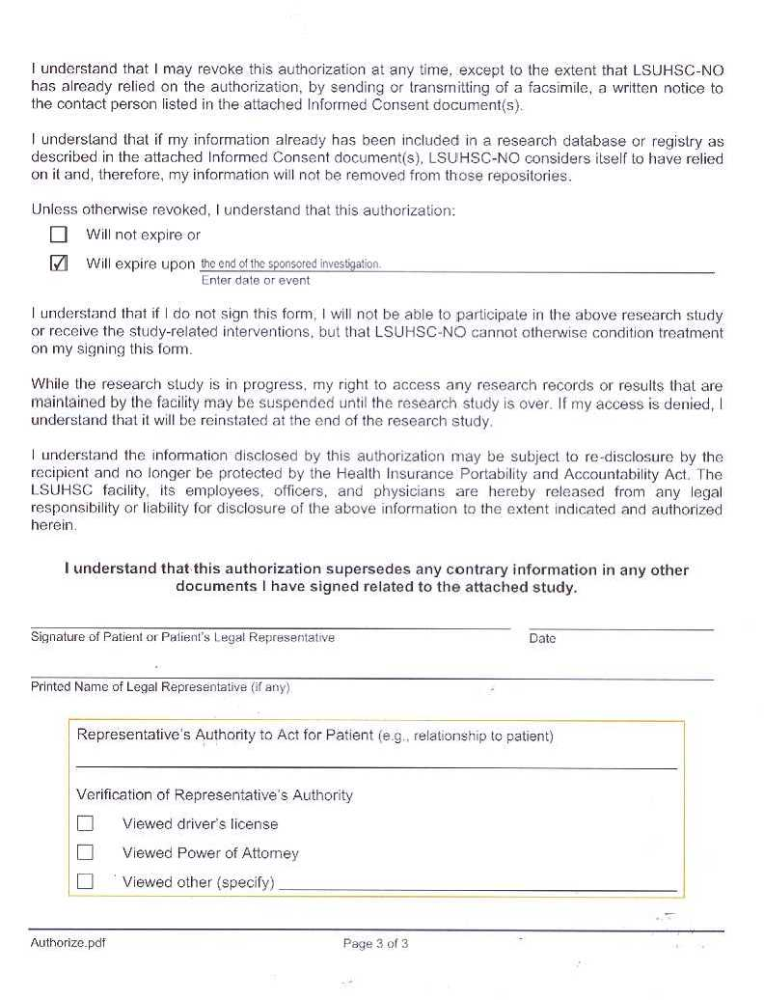 I understand that I may revoke this authorization at any time, except to the extent that LSUHSC-NO
has already relied on the authorization, by sending or transmitting of a facsimile, a written notice to
the contact person listed in the attached Informed Consent document(s).
I understand that if my information already has been included in a research database or registry as
described in the attached Informed Consent document(s), LSUHSC-NO considers itself to have relied
on it and, therefore, my information will not be removed from those repositories.
Unless otherwise revoked, I understand that this authorization:
Will not expire or
Will expire upon the end of the sponsored investigation.
Enter date or event
I understand that if I do not sign this form, I will not be able to participate in the above research study
or receive the study-related interventions, but that LSUHSC-NO cannot otherwise condition treatment
on my signing this form.
While the research study is in progress, my right to access any research records or results that are
maintained by the facility may be suspended until the research study is over. If my access is denied, I
understand that it will be reinstated at the end of the research study.
I understand the information disclosed by this authorization may be subject to re-disclosure by the
recipient and no longer be protected by the Health Insurance Portability and Accountability Act. The
LSUHSC facility, its employees, officers, and physicians are hereby released from any legal
responsibility or liability for disclosure of the above information to the extent indicated and authorized
herein.
I understand that this authorization supersedes any contrary information in any other
documents I have signed related to the attached study.
Signature of Patient or Patient's Legal Representative Date
Printed Name of Legal Representative (if any)
Representative's Authority to Act for Patient (e.g., relationship to patient)
Verification of Representative's Authority
Viewed driver's license
Viewed Power of Attorney
Viewed other (specify)
Authorize.pdf Page 3 of 3